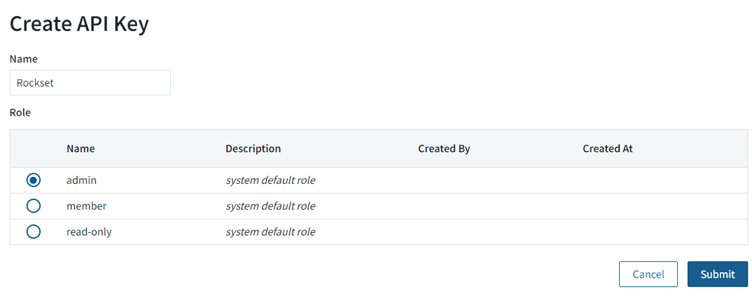 Create API Key
Name
Rockset
Role
Name Description Created By Created At
admin system default role
member system default role
read-only system default role
Cancel Submit